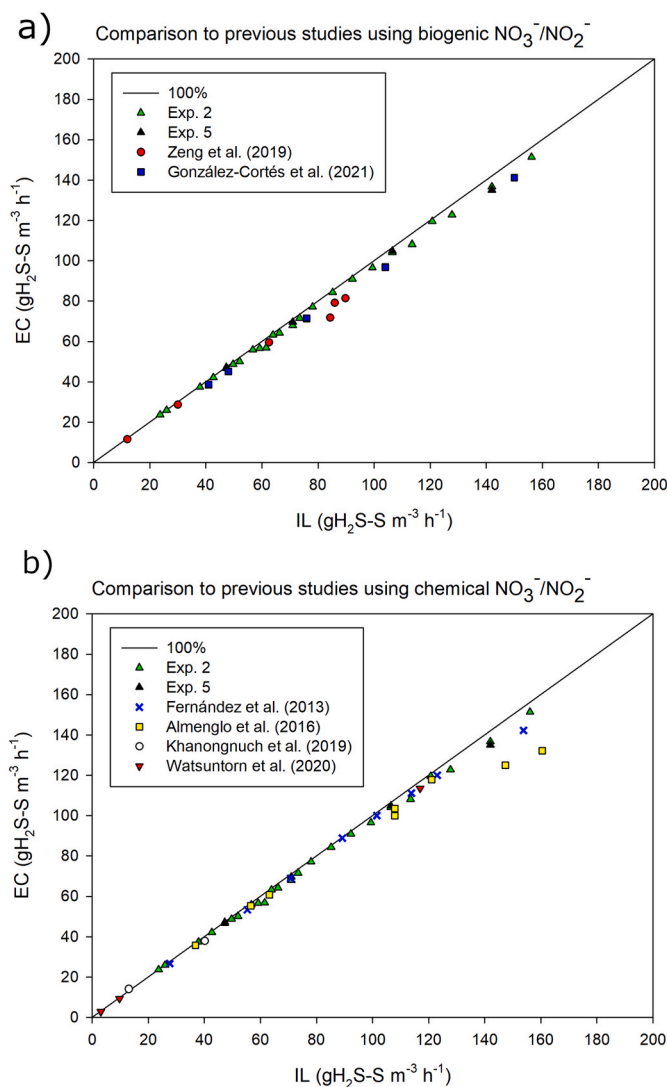 a)
Comparison to previous studies using biogenic NO₃⁻/NO₂⁻
200
180
160
140
120
100
80
60
40
20
0
EC (gH₂S-S m⁻³ h⁻¹)
100%
Exp. 2
Exp. 5
Zeng et al. (2019)
González-Cortés et al. (2021)
0 20 40 60 80 100 120 140 160 180 200
IL (gH₂S-S m⁻³ h⁻¹)
b)
Comparison to previous studies using chemical NO₃⁻/NO₂⁻
200
180
160
140
120
100
80
60
40
20
0
EC (gH₂S-S m⁻³ h⁻¹)
100%
Exp. 2
Exp. 5
Fernández et al. (2013)
Almenglo et al. (2016)
Khanongnuch et al. (2019)
Watsuntorn et al. (2020)
0 20 40 60 80 100 120 140 160 180 200
IL (gH₂S-S m⁻³ h⁻¹)